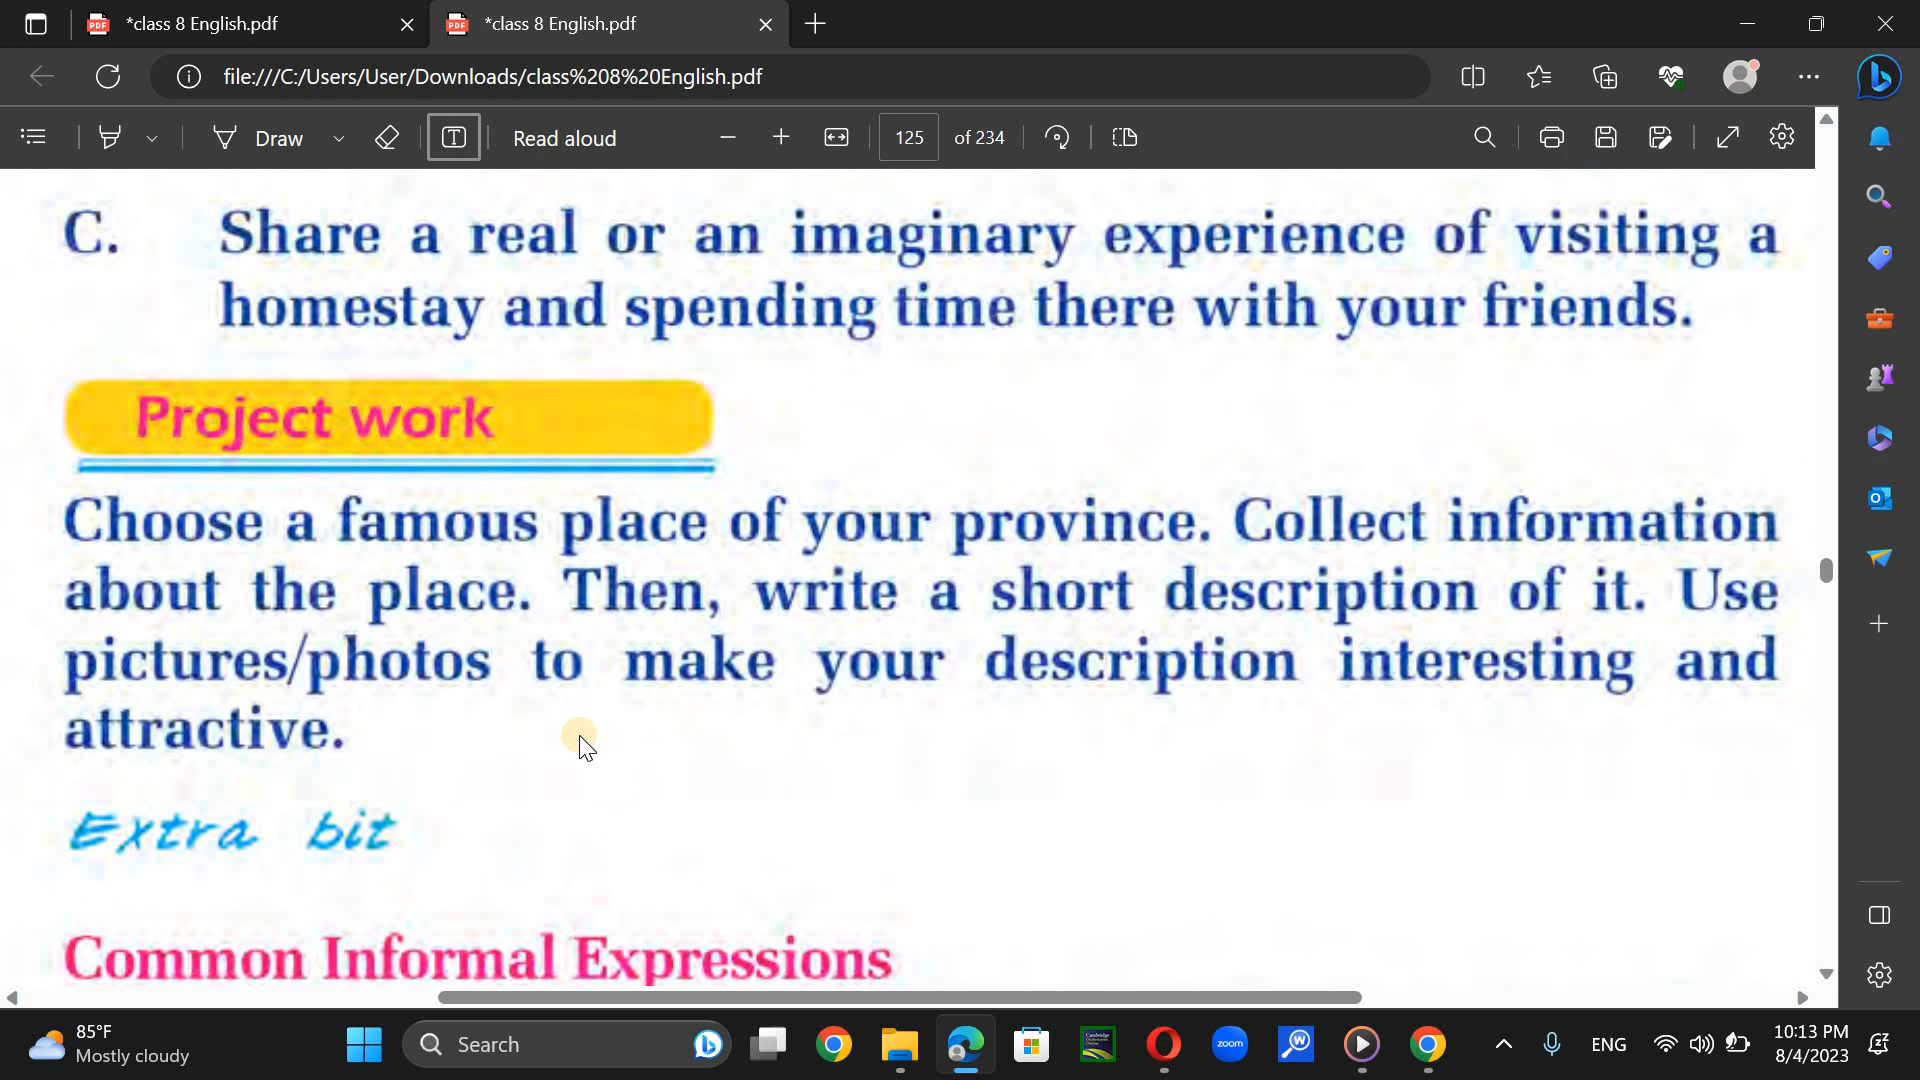 *class 8 English.pdf
*class 8 English.pdf
file:///C:/Users/User/Downloads/class%208%20English.pdf
Draw
Read aloud
125
of 234
C. Share a real or an imaginary experience of visiting a
homestay and spending time there with your friends.
Project work
Choose a famous place of your province. Collect information
about the place. Then, write a short description of it. Use
pictures/photos to make your description interesting and
attractive.
Extra bit
Common Informal Expressions
85°F
Mostly cloudy
Search
zoom
ENG
10:13 PM
8/4/2023